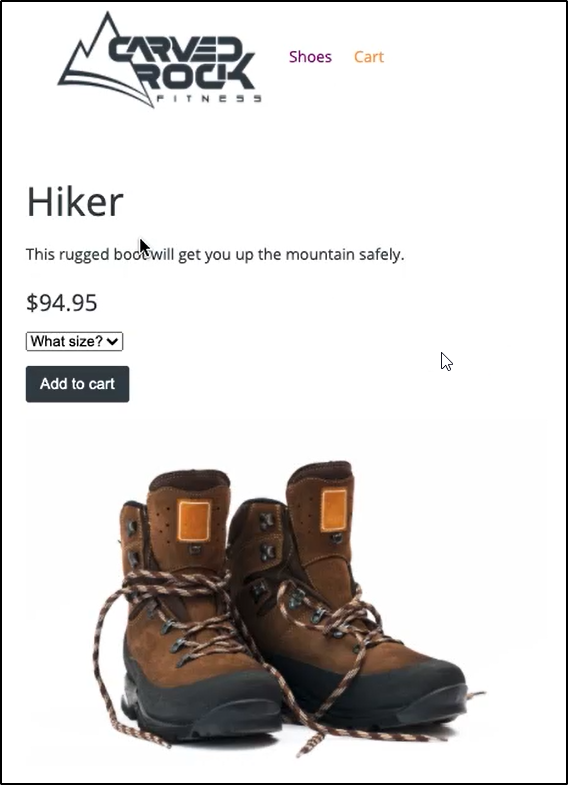 CARVED
ROCK
FITNESS
Shoes Cart
Hiker
This rugged boot will get you up the mountain safely.
$94.95
What size?
Add to cart